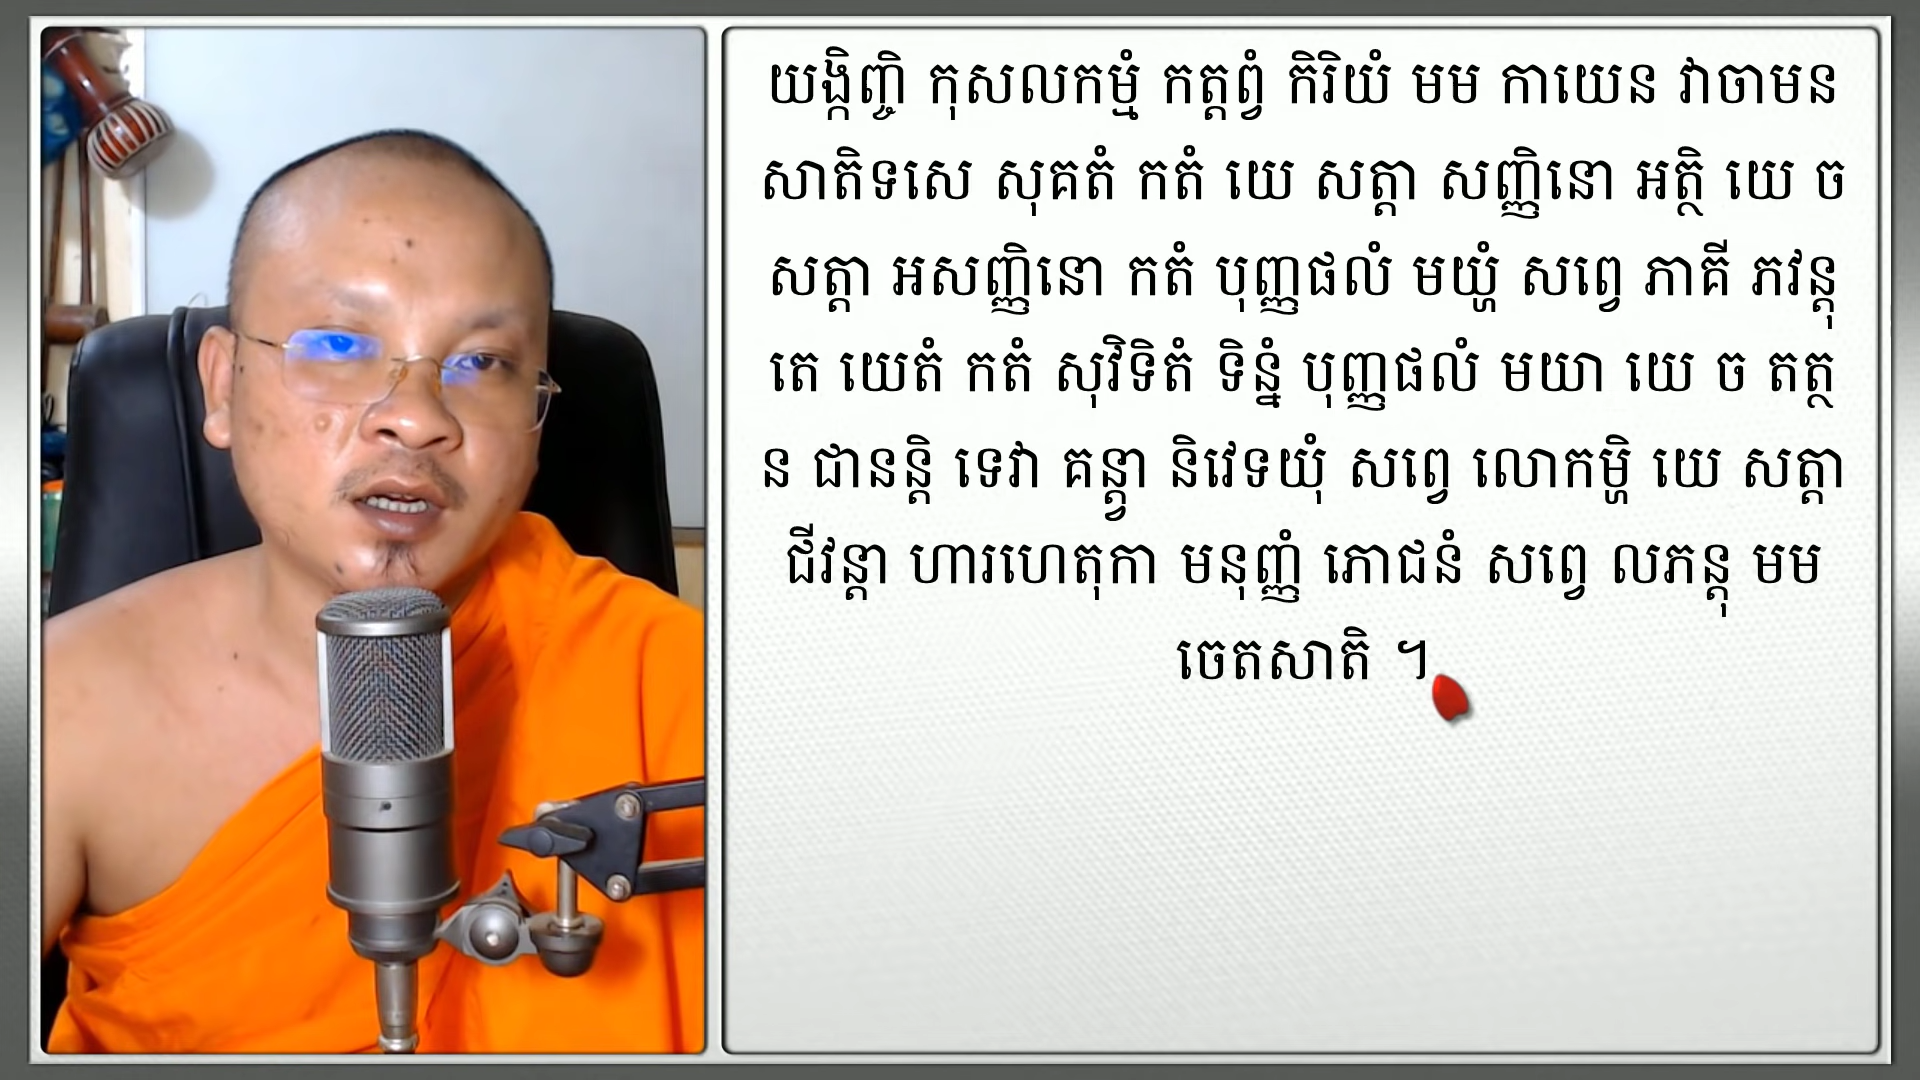 យង្កិញ្ចិ កុសលកម្មំ កត្តព្វំ កិរិយំ មម កាយេន វាចាមន
សាតិទសេ សុគតំ កតំ យេ សត្តា សញ្ញិនោ អត្ថិ យេ ច
សត្តា អសញ្ញិនោ កតំ បុញ្ញផលំ មយ្ហំ សព្វេ ភាគី ភវន្តុ
តេ យេតំ កតំ សុវិទិតំ ទិន្នំ បុញ្ញផលំ មយា យេ ច តត្ថ
ន ជានន្តិ ទេវា គន្ត្វា និវេទយុំ សព្វេ លោកម្ហិ យេ សត្តា
ជីវន្តា ហារហេតុកា មនុញ្ញំ ភោជនំ សព្វេ លភន្តុ មម
ចេតសាតិ ។